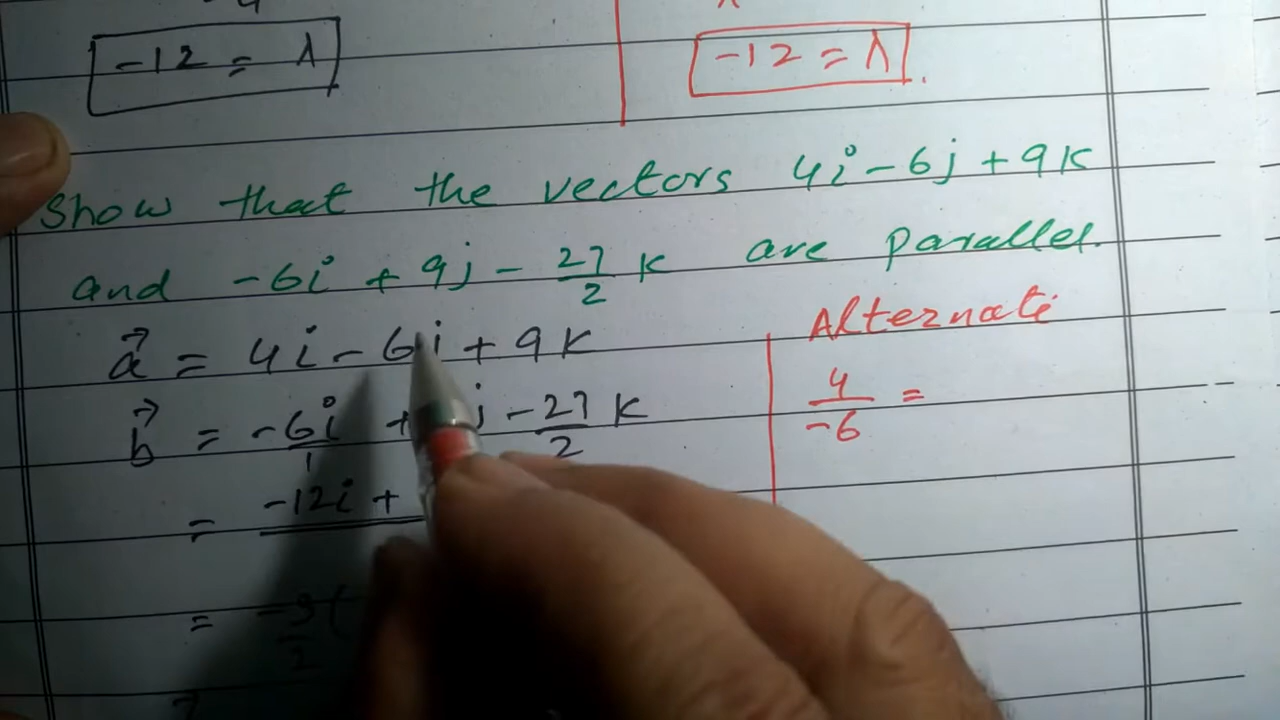 -12 = λ
-12 = λ.
Show that the vectors 4i - 6j + 9k
and -6i + 9j - 27/2 k are parallel.
a⃗ = 4i - 6j + 9k
b⃗ = -6i/1 + j - 27/2 k
= -12i +
=
Alternate
4/-6 =